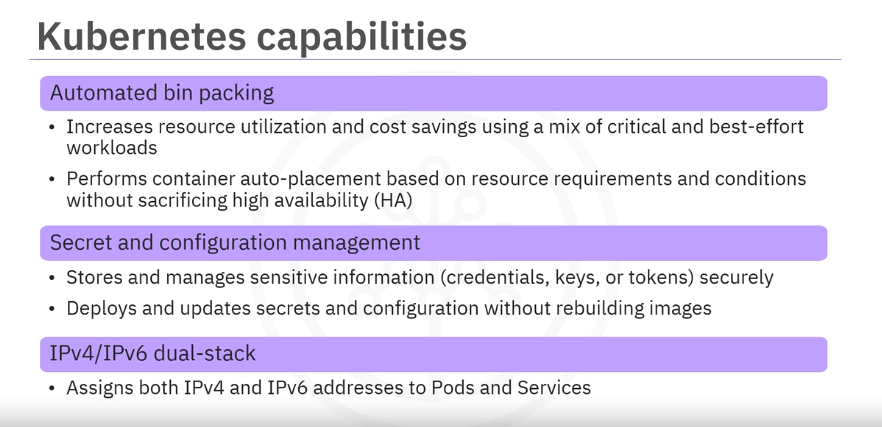 Kubernetes capabilities
Automated bin packing
• Increases resource utilization and cost savings using a mix of critical and best-effort
workloads
• Performs container auto-placement based on resource requirements and conditions
without sacrificing high availability (HA)
Secret and configuration management
• Stores and manages sensitive information (credentials, keys, or tokens) securely
• Deploys and updates secrets and configuration without rebuilding images
IPv4/IPv6 dual-stack
• Assigns both IPv4 and IPv6 addresses to Pods and Services